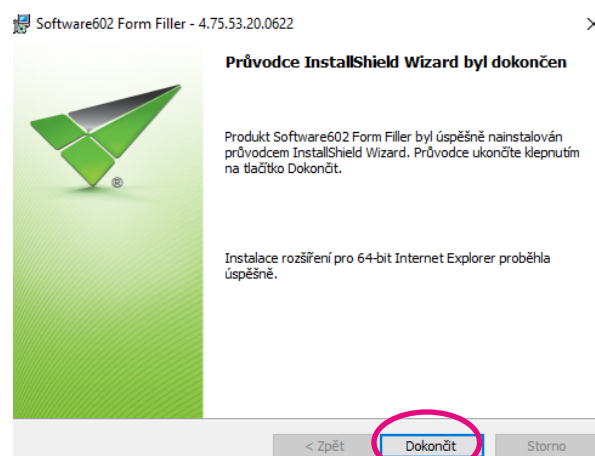 Software602 Form Filler - 4.75.53.20.0622
Průvodce InstallShield Wizard byl dokončen
Produkt Software602 Form Filler byl úspěšně nainstalován
průvodcem InstallShield Wizard. Průvodce ukončíte klepnutím
na tlačítko Dokončit.
®
Instalace rozšíření pro 64-bit Internet Explorer proběhla
úspěšně.
< Zpět Dokončit Storno